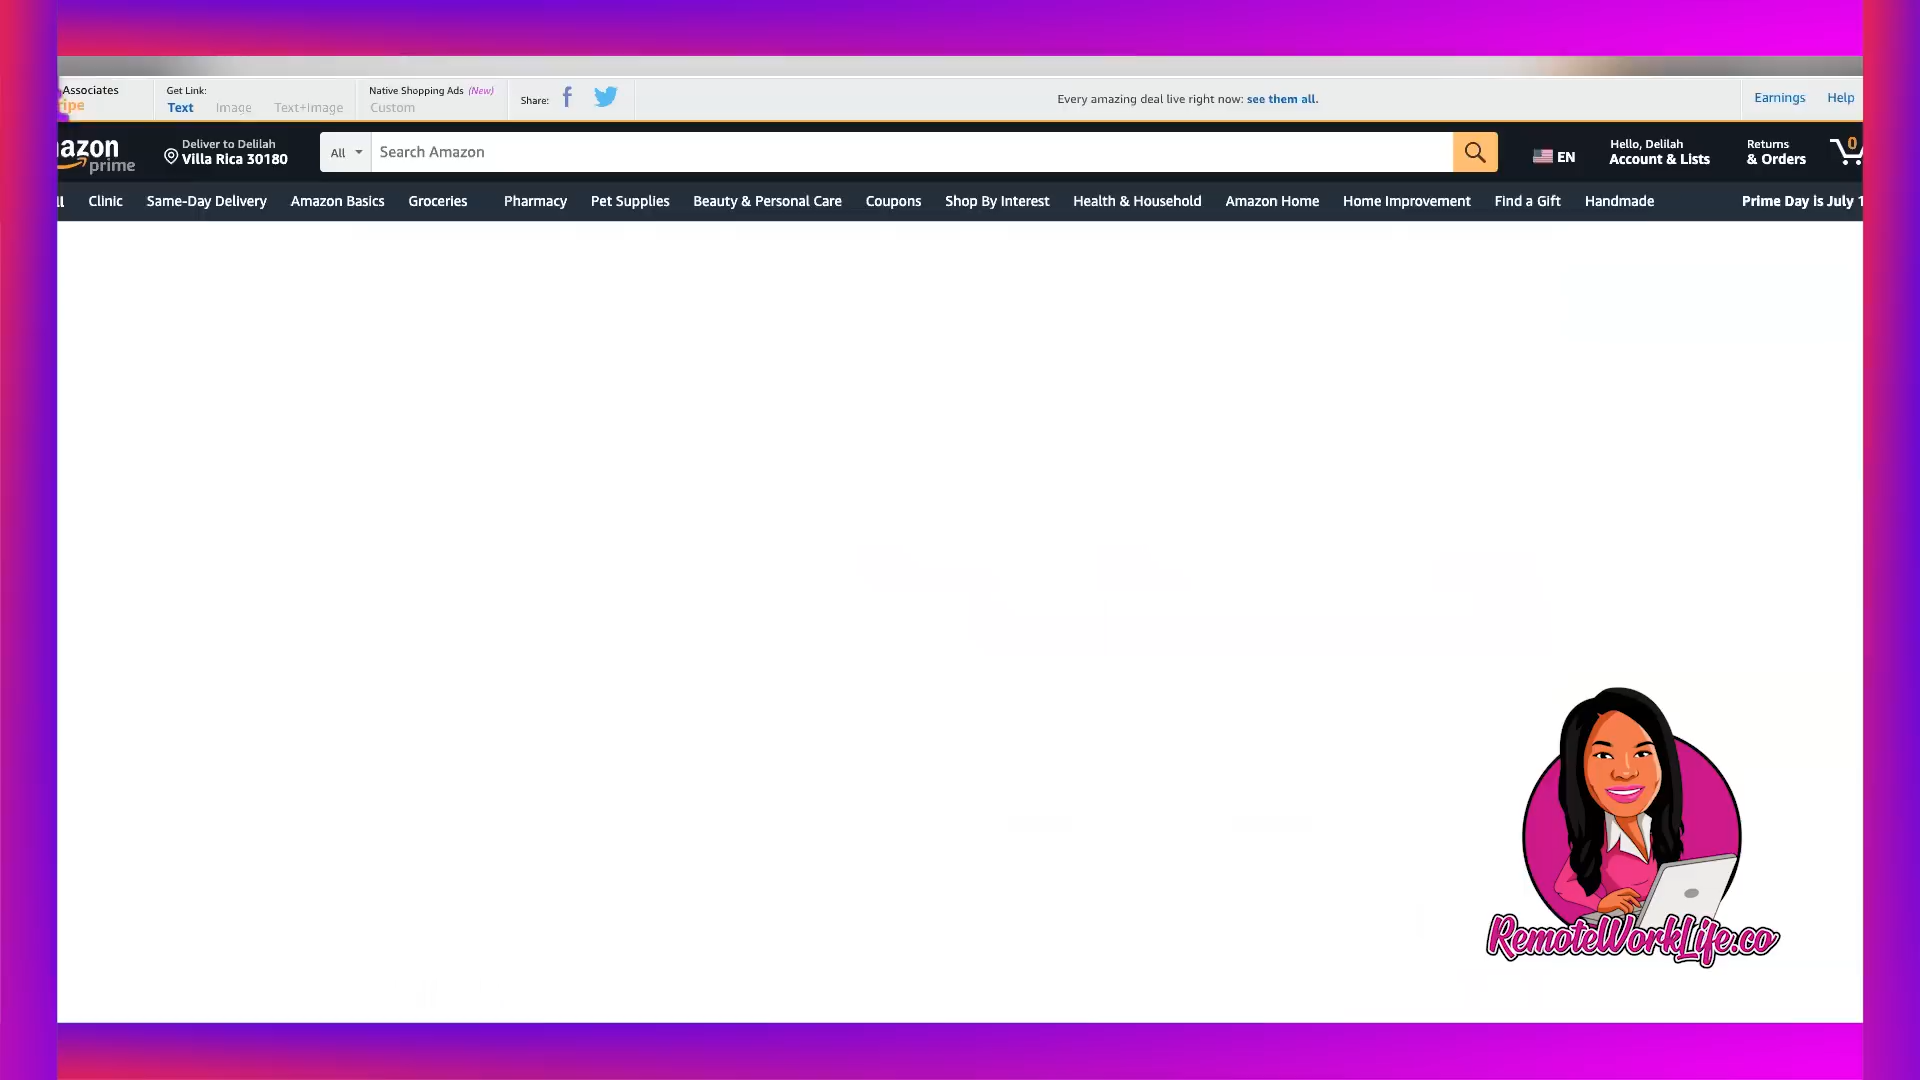 Associates
ripe
Get Link:
Text Image Text+Image
Native Shopping Ads (New)
Custom
Share:
Every amazing deal live right now: see them all.
Earnings Help
azon
prime
Deliver to Delilah
Villa Rica 30180
All
Search Amazon
EN
Hello, Delilah
Account & Lists
Returns
& Orders
0
ll Clinic Same-Day Delivery Amazon Basics Groceries Pharmacy Pet Supplies Beauty & Personal Care Coupons Shop By Interest Health & Household Amazon Home Home Improvement Find a Gift Handmade Prime Day is July 1
RemoteWorkLife.co